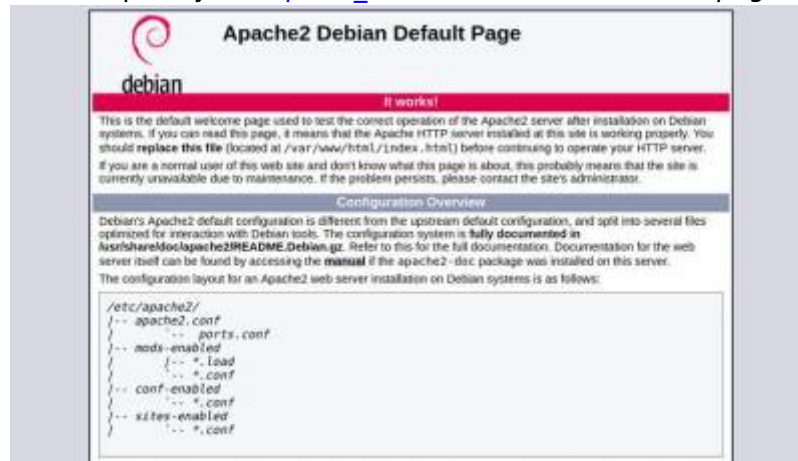 Apache2 Debian Default Page
debian
It works!
This is the default welcome page used to test the correct operation of the Apache2 server after installation on Debian
systems. If you can read this page, it means that the Apache HTTP server installed at this site is working properly. You
should replace this file (located at /var/www/html/index.html) before continuing to operate your HTTP server.
If you are a normal user of this web site and don't know what this page is about, this probably means that the site is
currently unavailable due to maintenance. If the problem persists, please contact the site's administrator.
Configuration Overview
Debian's Apache2 default configuration is different from the upstream default configuration, and split into several files
optimized for interaction with Debian tools. The configuration system is fully documented in
/usr/share/doc/apache2/README.Debian.gz. Refer to this for the full documentation. Documentation for the web
server itself can be found by accessing the manual if the apache2-doc package was installed on this server.
The configuration layout for an Apache2 web server installation on Debian systems is as follows:
/etc/apache2/
|-- apache2.conf
|       `-- ports.conf
|-- mods-enabled
|       |-- *.load
|       `-- *.conf
|-- conf-enabled
|       `-- *.conf
|-- sites-enabled
|       `-- *.conf